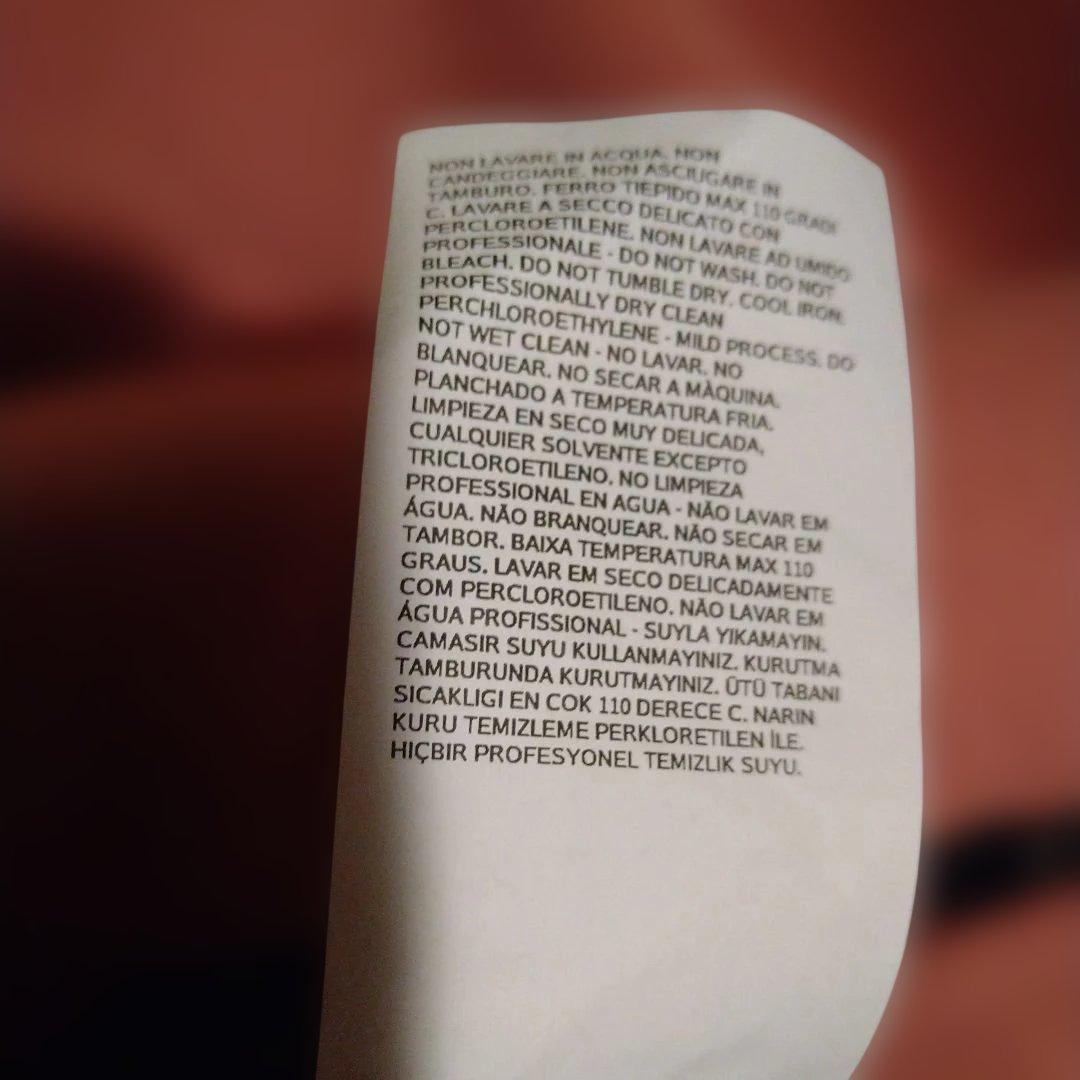 NON LAVARE IN ACQUA. NON
CANDEGGIARE. NON ASCIUGARE IN
TAMBURO. FERRO TIEPIDO MAX 110 GRADI
C. LAVARE A SECCO DELICATO CON
PERCLOROETILENE. NON LAVARE AD UMIDO
PROFESSIONALE - DO NOT WASH. DO NOT
BLEACH. DO NOT TUMBLE DRY. COOL IRON.
PROFESSIONALLY DRY CLEAN
PERCHLOROETHYLENE - MILD PROCESS. DO
NOT WET CLEAN - NO LAVAR. NO
BLANQUEAR. NO SECAR A MÀQUINA.
PLANCHADO A TEMPERATURA FRIA.
LIMPIEZA EN SECO MUY DELICADA,
CUALQUIER SOLVENTE EXCEPTO
TRICLOROETILENO. NO LIMPIEZA
PROFESSIONAL EN AGUA - NÃO LAVAR EM
ÁGUA. NÃO BRANQUEAR. NÃO SECAR EM
TAMBOR. BAIXA TEMPERATURA MAX 110
GRAUS. LAVAR EM SECO DELICADAMENTE
COM PERCLOROETILENO. NÃO LAVAR EM
ÁGUA PROFISSIONAL - SUYLA YIKAMAYIN.
CAMASIR SUYU KULLANMAYINIZ. KURUTMA
TAMBURUNDA KURUTMAYINIZ. ÜTÜ TABANI
SICAKLIGI EN COK 110 DERECE C. NARIN
KURU TEMIZLEME PERKLORETILEN İLE.
HIÇBIR PROFESYONEL TEMIZLIK SUYU.